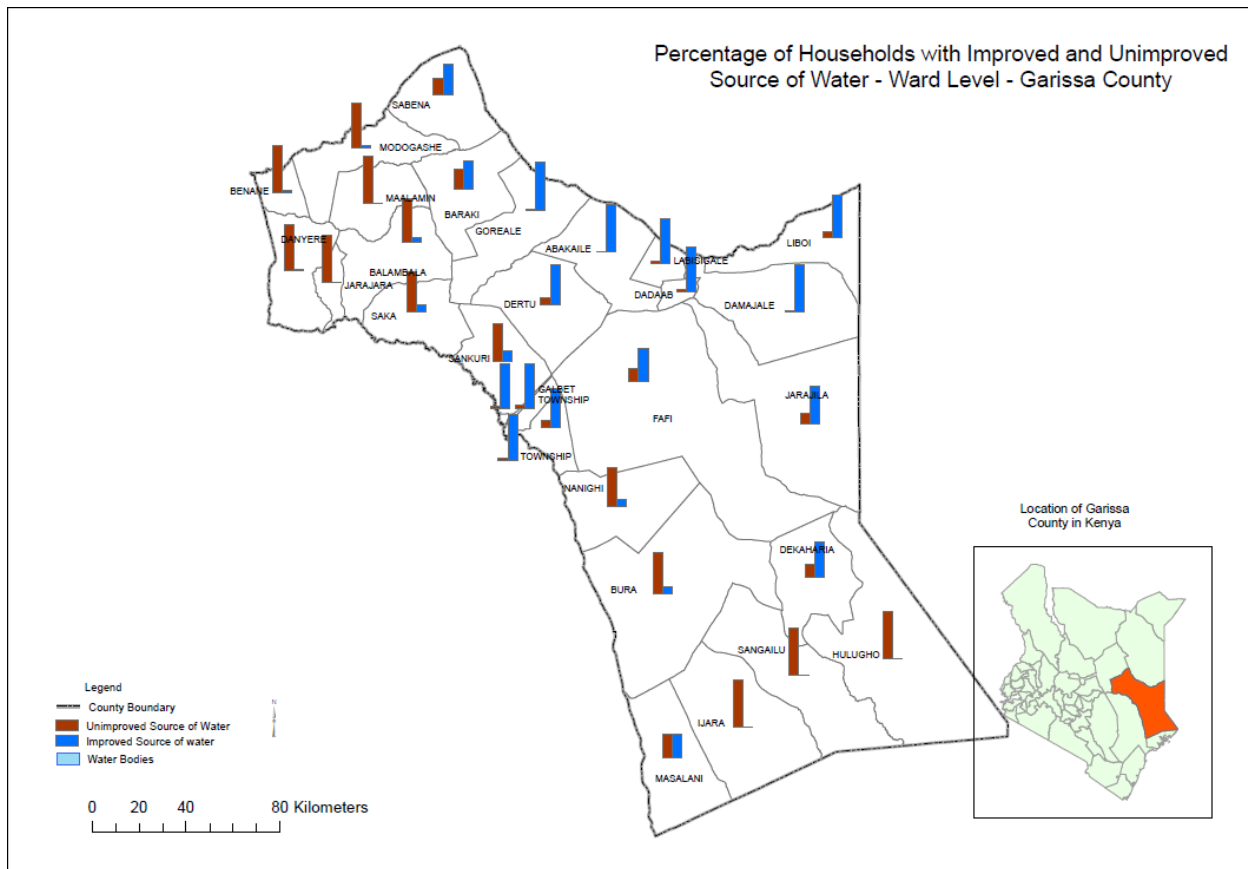 Percentage of Households with Improved and Unimproved
Source of Water - Ward Level - Garissa County
SABENA
MODOGASHE
BENANE
MAALAMIN
BARAKI
GOREALE
DANYERE
ABAKAILE
LIBOI
LABISIGALE
BALAMBALA
JARAJARA
DERTU
DADAAB
DAMAJALE
SAKA
SANKURI
GALBET
TOWNSHIP
JARAJILA
FAFI
TOWNSHIP
NANIGHI
DEKAHARIA
BURA
SANGAILU
HULUGHO
IJARA
MASALANI
Location of Garissa
County in Kenya
Legend
County Boundary
Unimproved Source of Water
Improved Source of water
Water Bodies
0 20 40 80 Kilometers